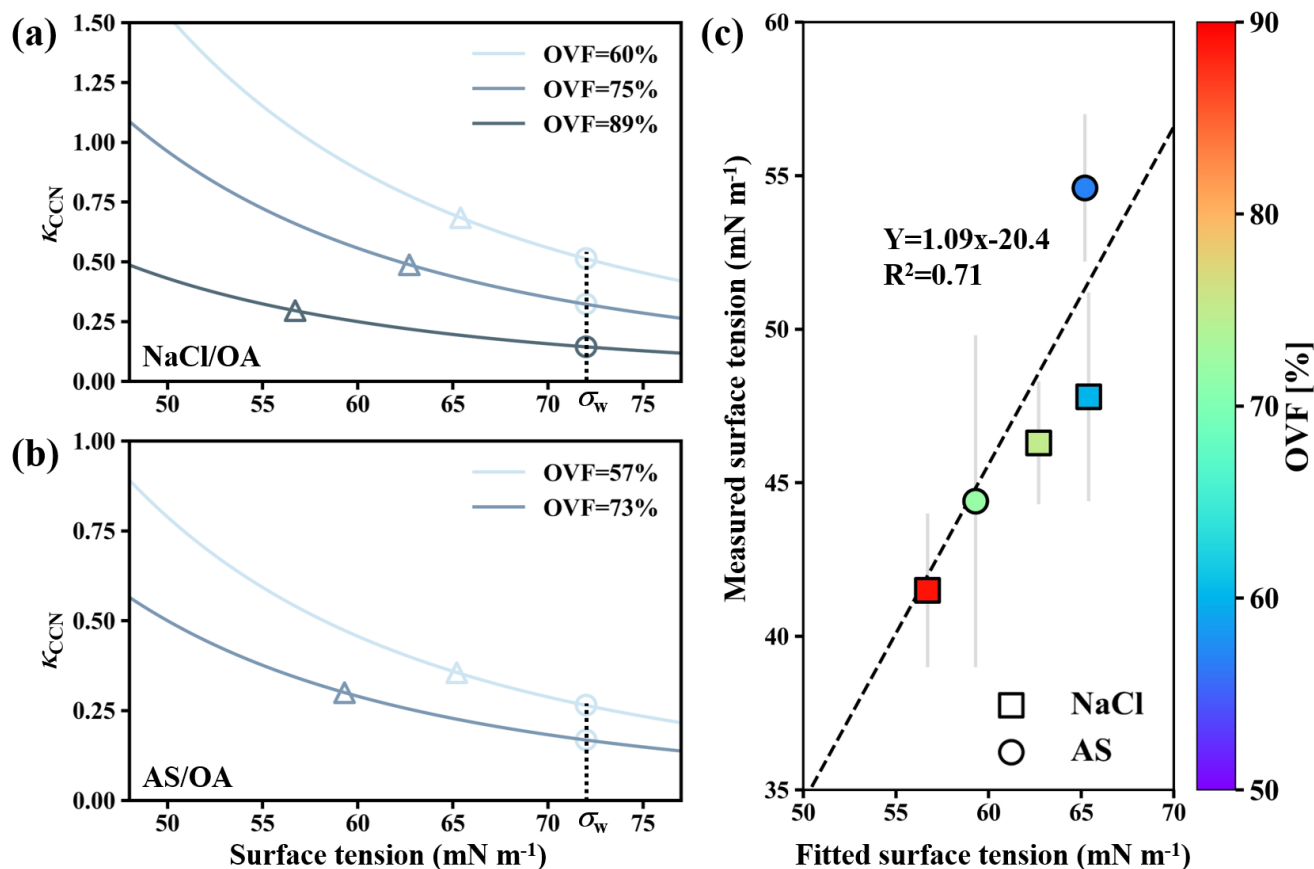 (a)
1.50
1.25
1.00
0.75
0.50
0.25
0.00
κCCN
OVF=60%
OVF=75%
OVF=89%
NaCl/OA
50 55 60 65 70 σw 75
(b)
1.00
0.75
0.50
0.25
0.00
κCCN
OVF=57%
OVF=73%
AS/OA
50 55 60 65 70 σw 75
Surface tension (mN m-1)
(c)
60
55
50
45
40
35
Measured surface tension (mN m-1)
Y=1.09x-20.4
R²=0.71
NaCl
AS
50 55 60 65 70
Fitted surface tension (mN m-1)
90
80
70
60
50
OVF [%]